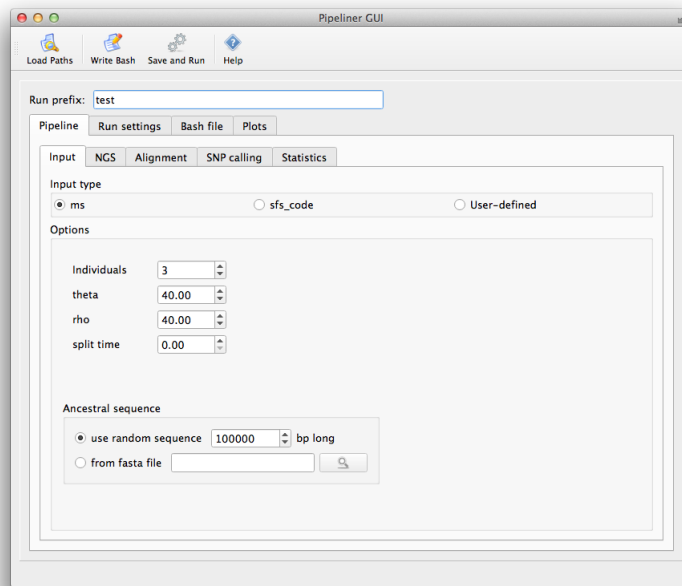 Pipeliner GUI
Load Paths Write Bash Save and Run Help
Run prefix: test
Pipeline Run settings Bash file Plots
Input NGS Alignment SNP calling Statistics
Input type
ms sfs_code User-defined
Options
Individuals 3
theta 40.00
rho 40.00
split time 0.00
Ancestral sequence
use random sequence 100000 bp long
from fasta file